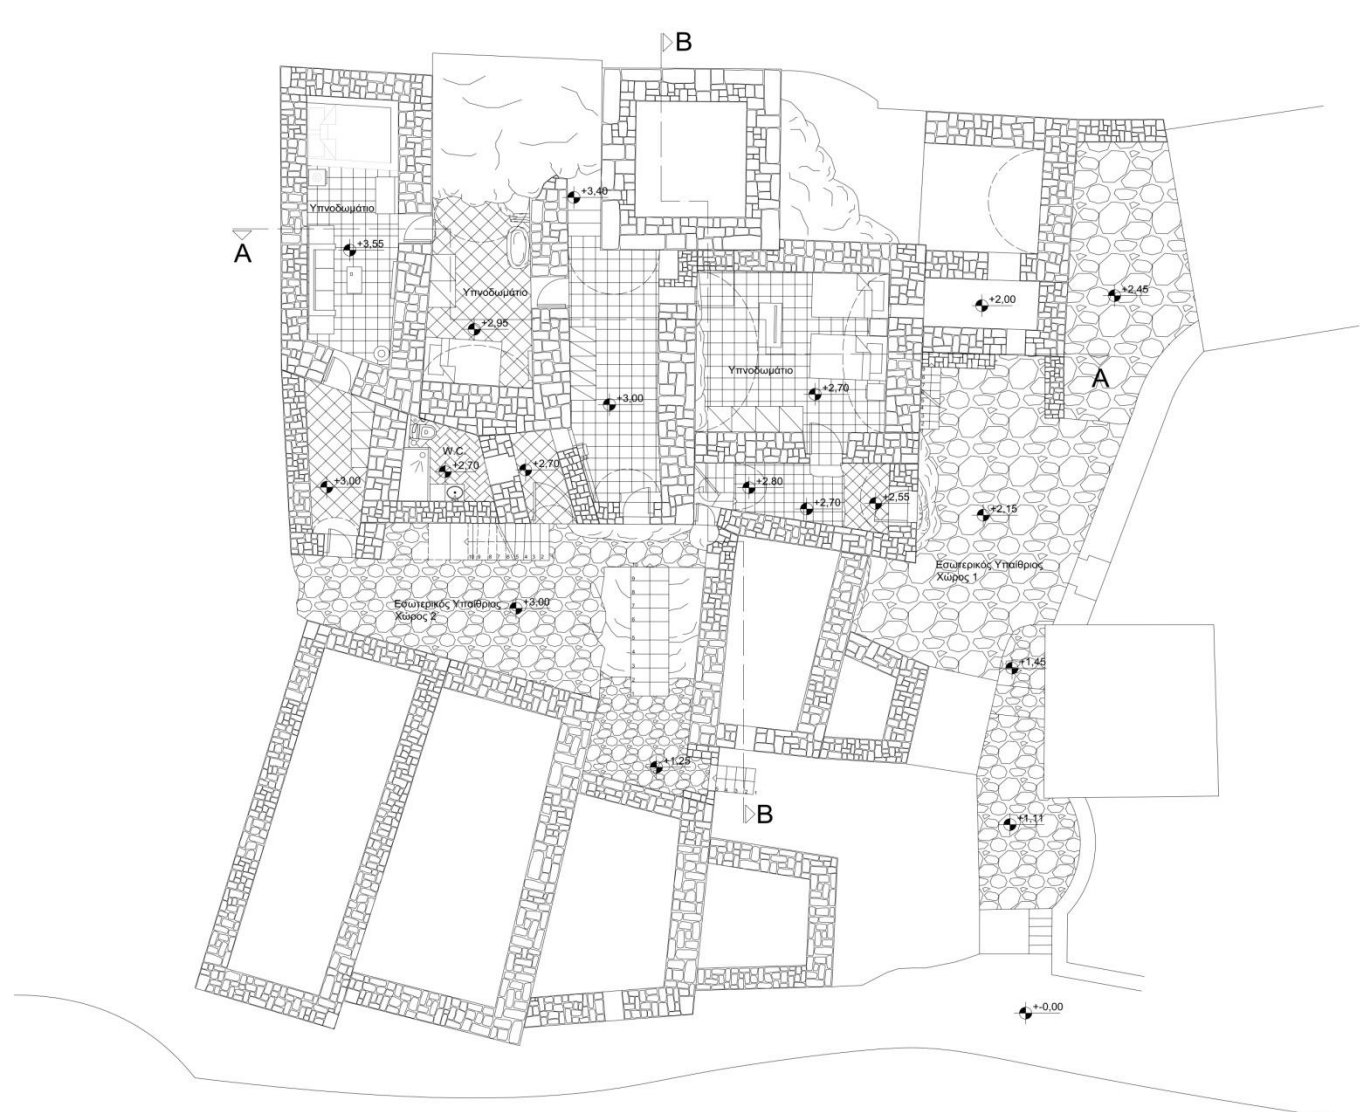 B
+3,40
Υπνοδωμάτιο
A
+3,55
Υπνοδωμάτιο
+2,95
+2,00
+2,45
Υπνοδωμάτιο
+2,70
A
+3,00
W.C.
+2,70
+2,70
+3,00
+2,80
+2,70
+2,55
+2,15
Εσωτερικός Υπαίθριος
Χώρος 1
Εσωτερικός Υπαίθριος
Χώρος 2
+3,00
+1,45
+1,25
B
+1,11
+-0,00